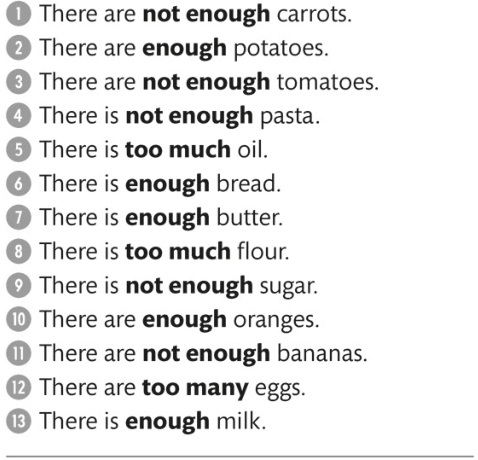 1 There are not enough carrots.
2 There are enough potatoes.
3 There are not enough tomatoes.
4 There is not enough pasta.
5 There is too much oil.
6 There is enough bread.
7 There is enough butter.
8 There is too much flour.
9 There is not enough sugar.
10 There are enough oranges.
11 There are not enough bananas.
12 There are too many eggs.
13 There is enough milk.